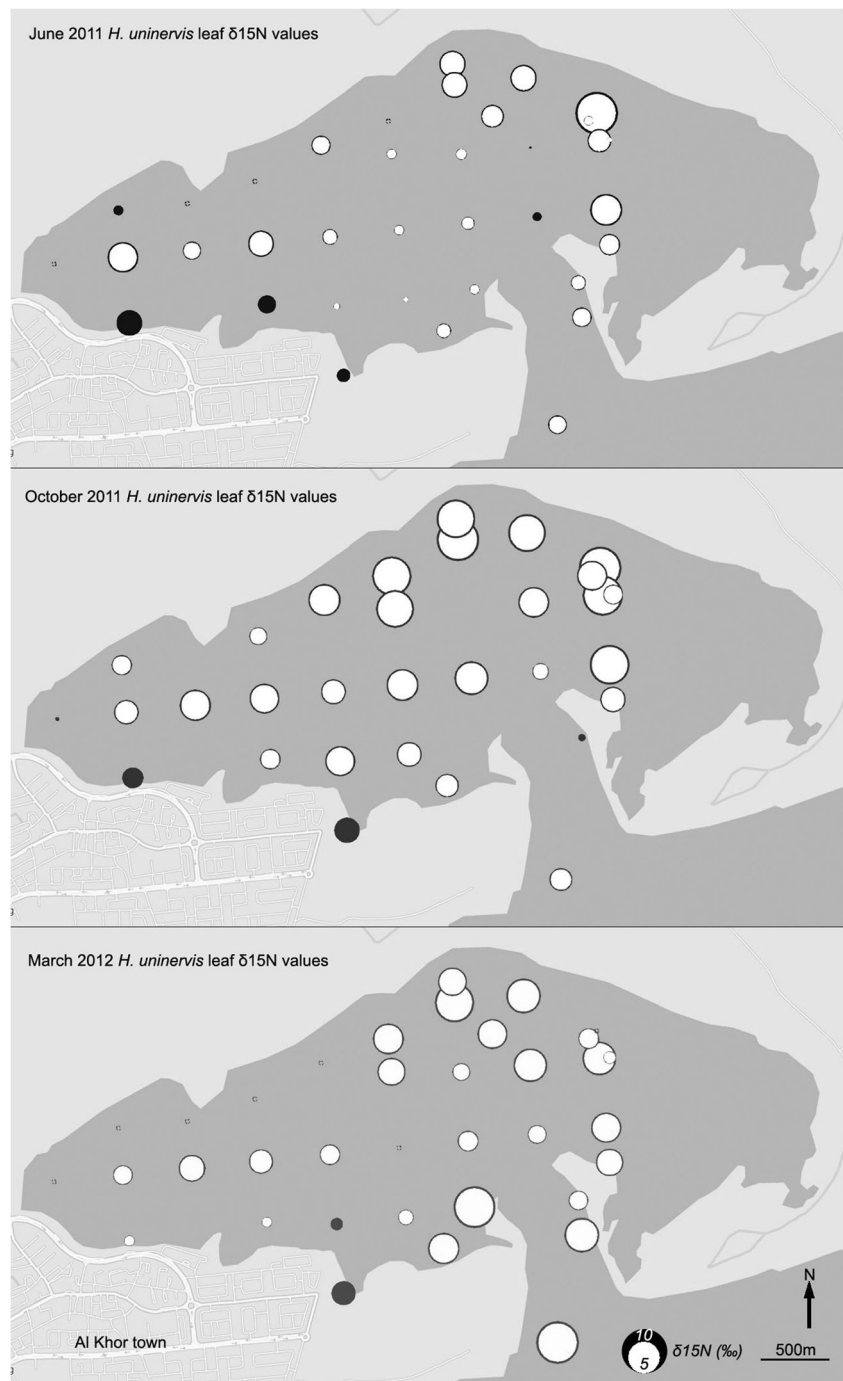 June 2011 H. uninervis leaf δ15N values
October 2011 H. uninervis leaf δ15N values
March 2012 H. uninervis leaf δ15N values
Al Khor town
10
5
δ15N (‰)
N
500m